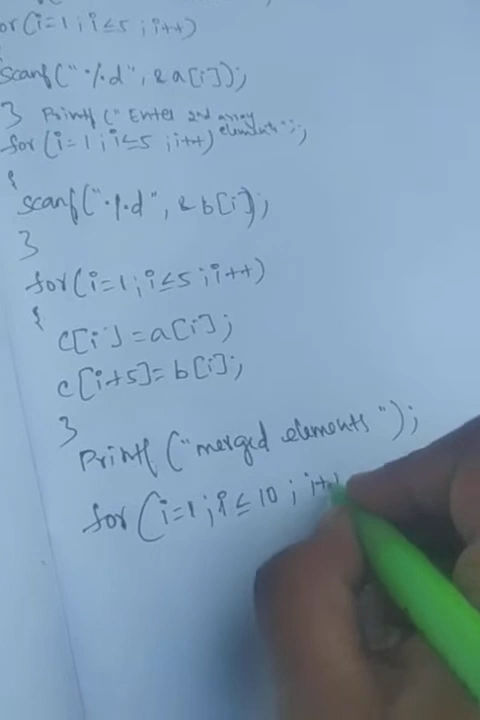 or(i=1;i≤5;i++)
scanf("%d",&a[i]);
} Printf("Enter 2nd array elements");
for(i=1;i≤5;i++)
{
scanf("%d",&b[i]);
}
for(i=1;i≤5;i++)
{
c[i]=a[i];
c[i+5]=b[i];
}
Printf("merged elements");
for(i=1;i≤10;i++